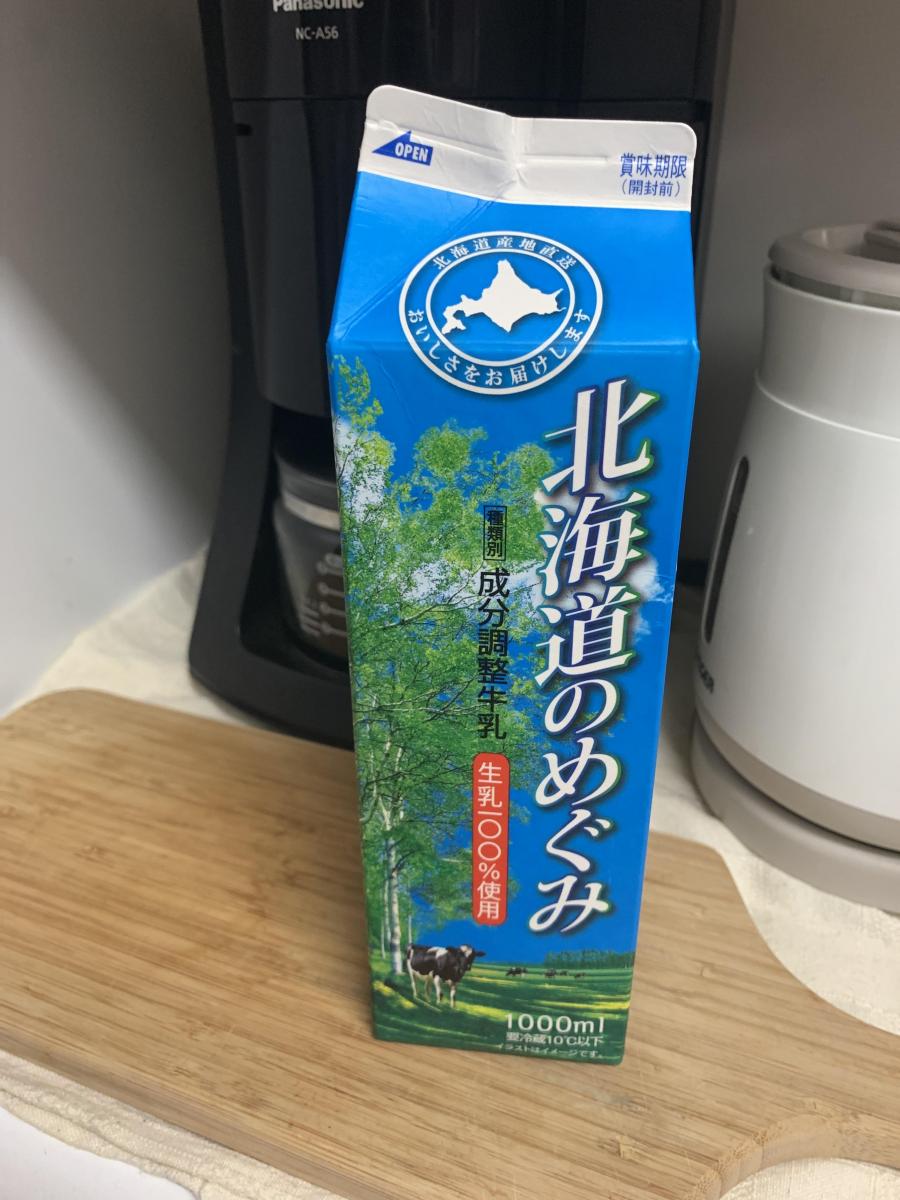 Panasonic
NC-A56
OPEN
賞味期限
(開封前)
北海道産地直送
おいしさをお届けします
北海道のめぐみ
種類別
成分調整牛乳
生乳一〇〇%使用
1000ml
要冷蔵10℃以下
イラストはイメージです。